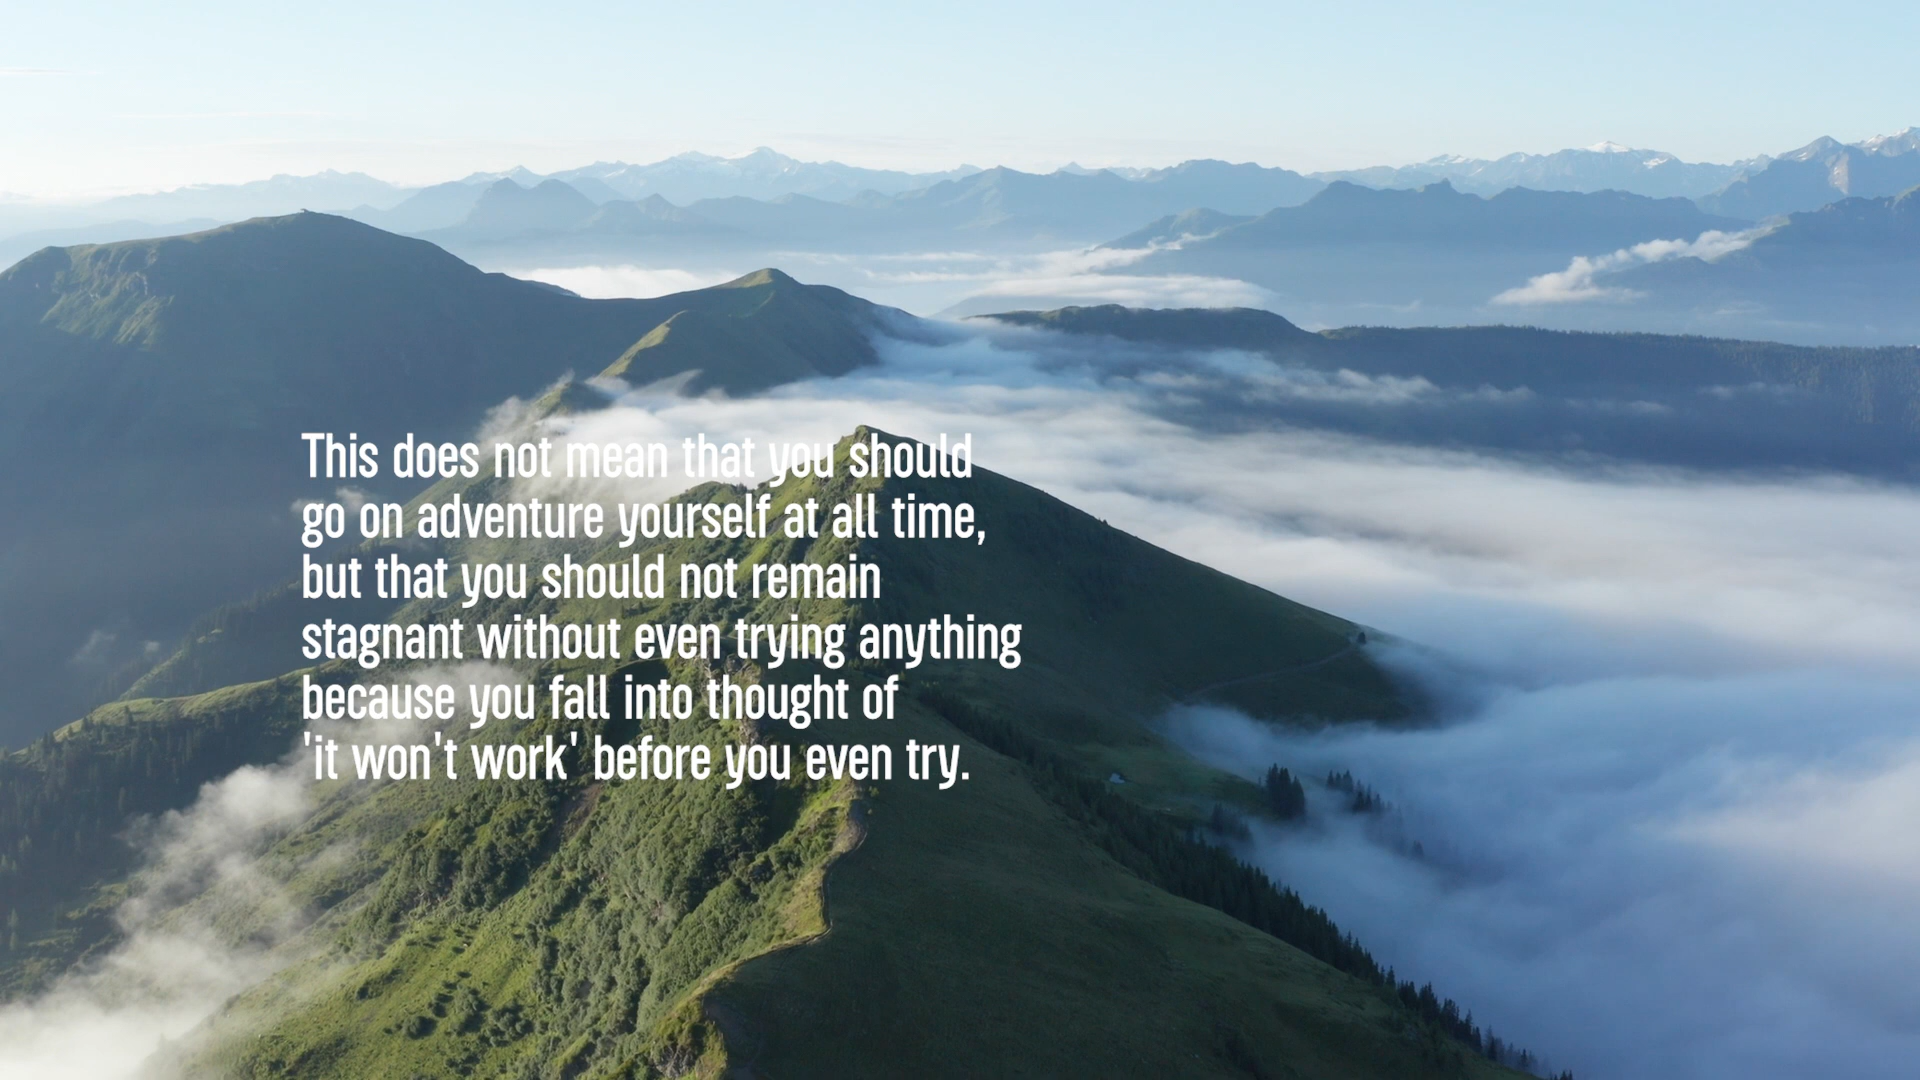 This does not mean that you should
go on adventure yourself at all time,
but that you should not remain
stagnant without even trying anything
because you fall into thought of
'it won't work' before you even try.